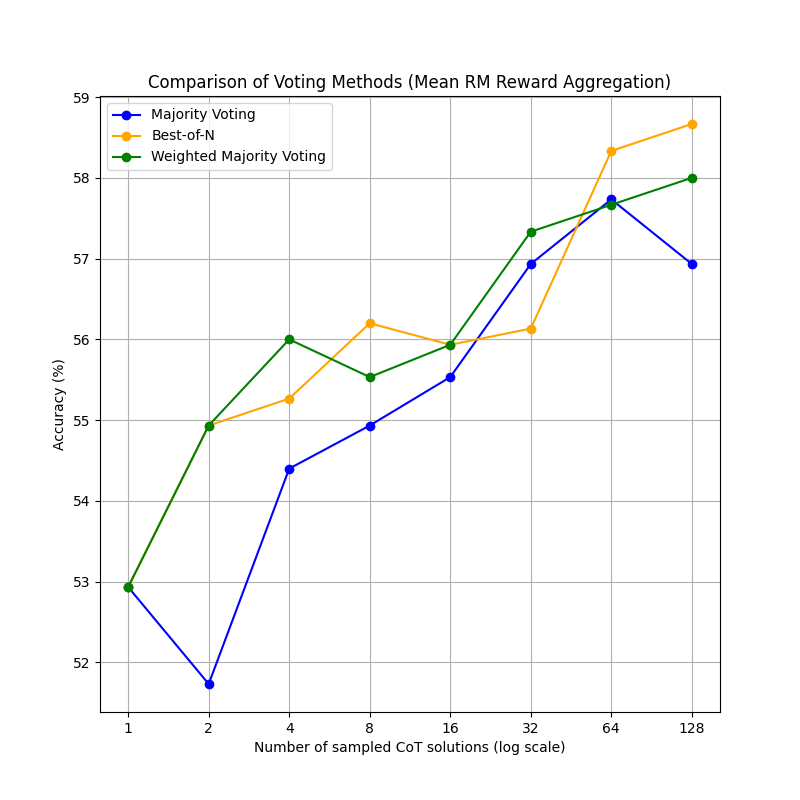 Comparison of Voting Methods (Mean RM Reward Aggregation)
Majority Voting
Best-of-N
Weighted Majority Voting
Accuracy (%)
59
58
57
56
55
54
53
52
1 2 4 8 16 32 64 128
Number of sampled CoT solutions (log scale)